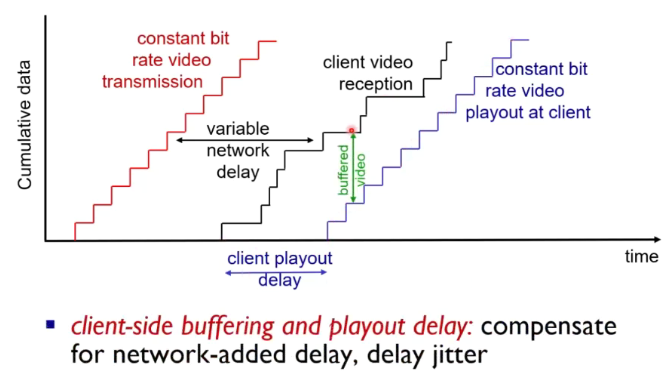 constant bit
rate video
transmission
client video
reception
constant bit
rate video
playout at client
variable
network
delay
buffered
video
Cumulative data
time
client playout
delay
client-side buffering and playout delay: compensate
for network-added delay, delay jitter